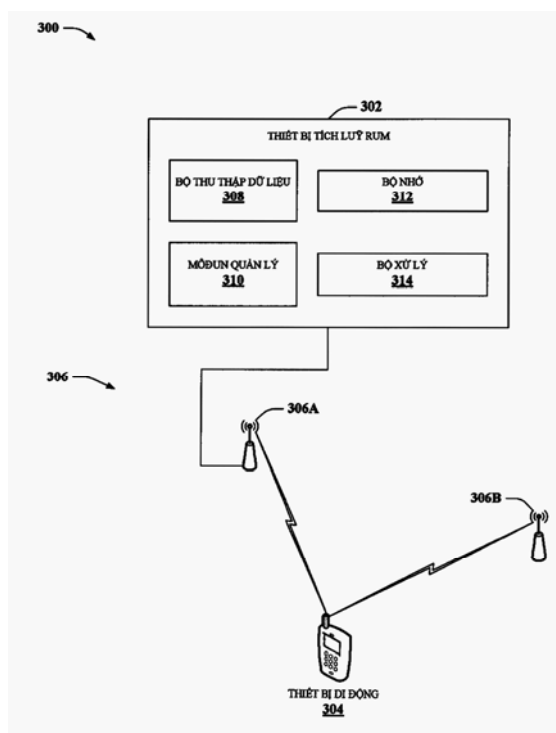 300
302
THIẾT BỊ TÍCH LUỸ RUM
BỘ THU THẬP DỮ LIỆU
308
BỘ NHỚ
312
MÔĐUN QUẢN LÝ
310
BỘ XỬ LÝ
314
306
306A
306B
THIẾT BỊ DI ĐỘNG
304